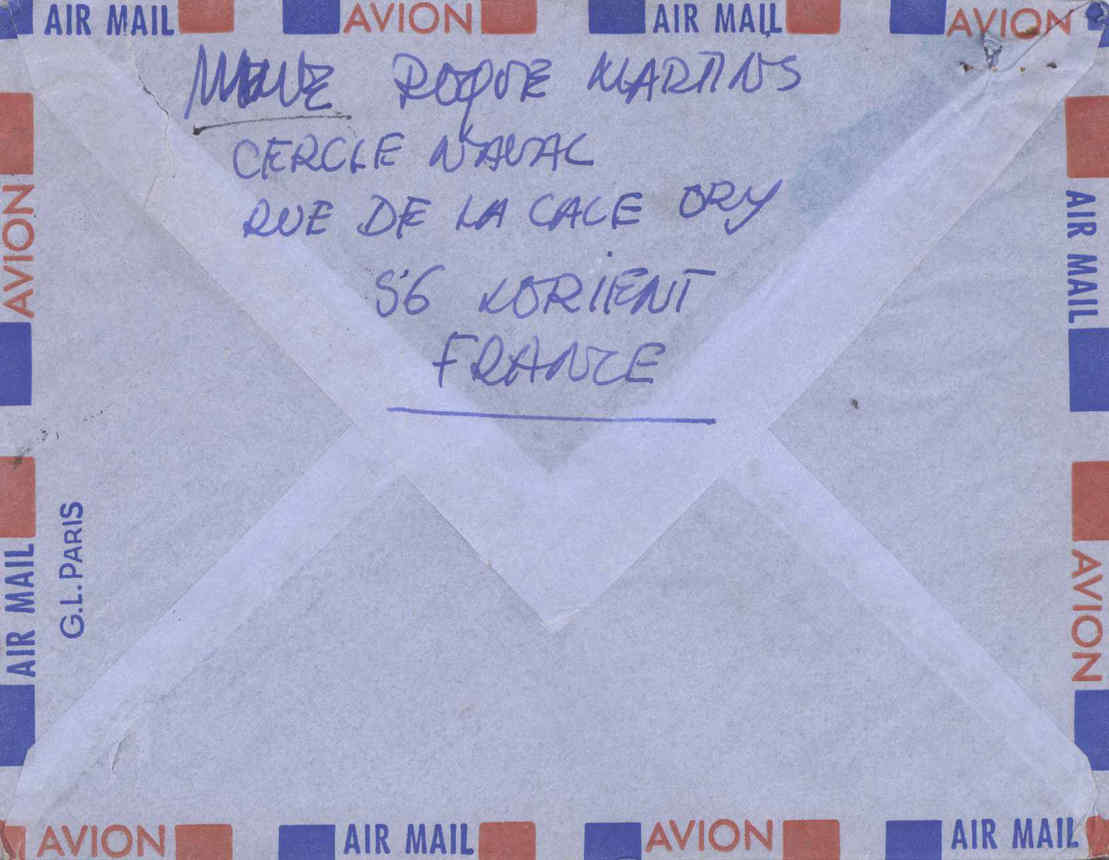 AIR MAIL AVION AIR MAIL AVION
ROQUE MARTINS
CERCLE NAVAL
RUE DE LA CALE ORY
56 LORIENT
FRANCE
AVION
AIR MAIL
G.L. PARIS
AIR MAIL
AVION
AVION AIR MAIL AVION AIR MAIL